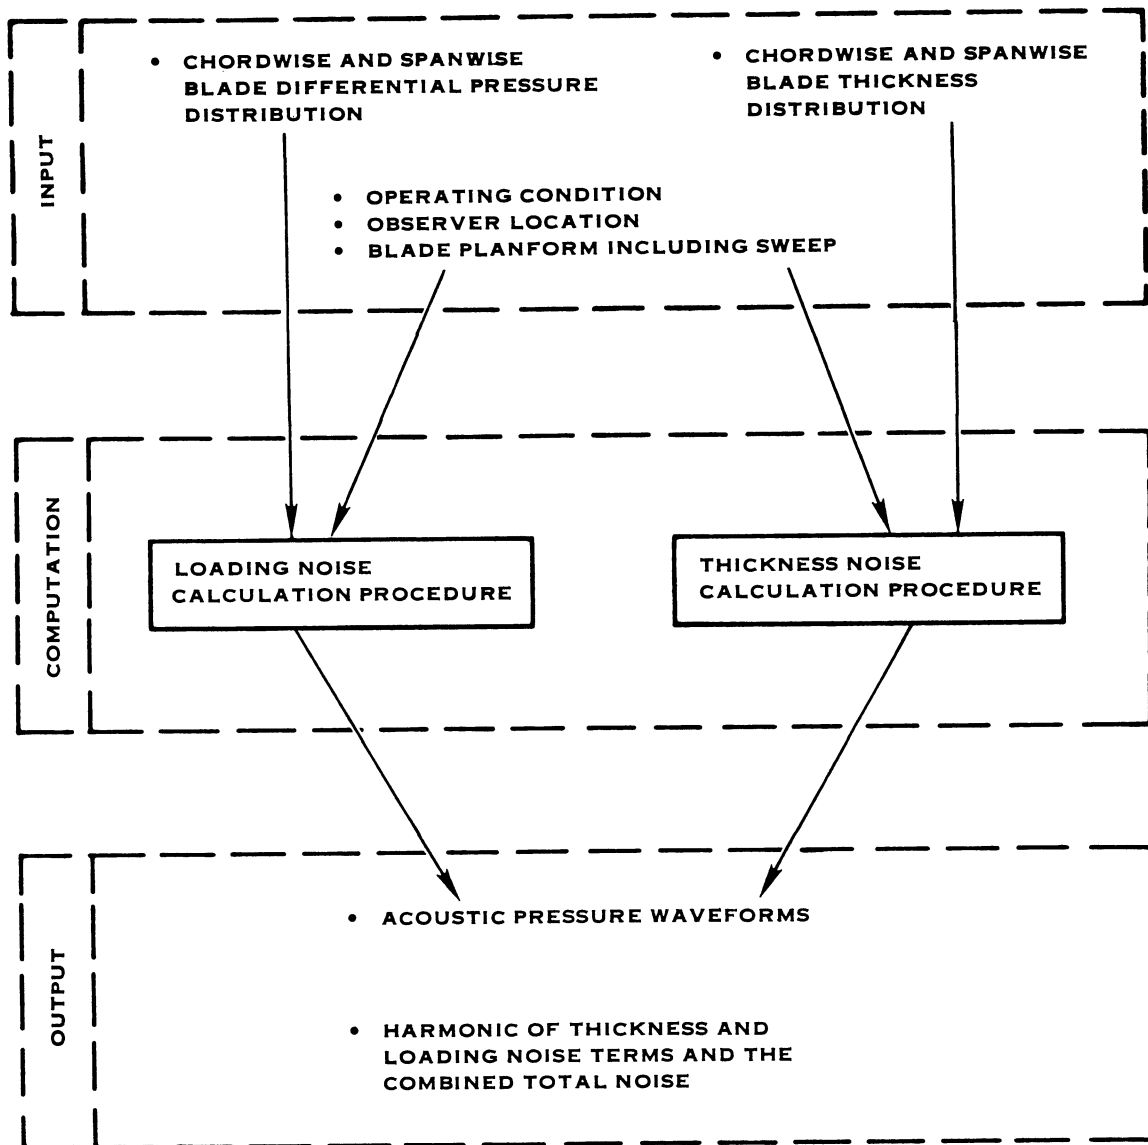 INPUT
• CHORDWISE AND SPANWISE
BLADE DIFFERENTIAL PRESSURE
DISTRIBUTION
• CHORDWISE AND SPANWISE
BLADE THICKNESS
DISTRIBUTION
• OPERATING CONDITION
• OBSERVER LOCATION
• BLADE PLANFORM INCLUDING SWEEP
COMPUTATION
LOADING NOISE
CALCULATION PROCEDURE
THICKNESS NOISE
CALCULATION PROCEDURE
OUTPUT
• ACOUSTIC PRESSURE WAVEFORMS
• HARMONIC OF THICKNESS AND
LOADING NOISE TERMS AND THE
COMBINED TOTAL NOISE